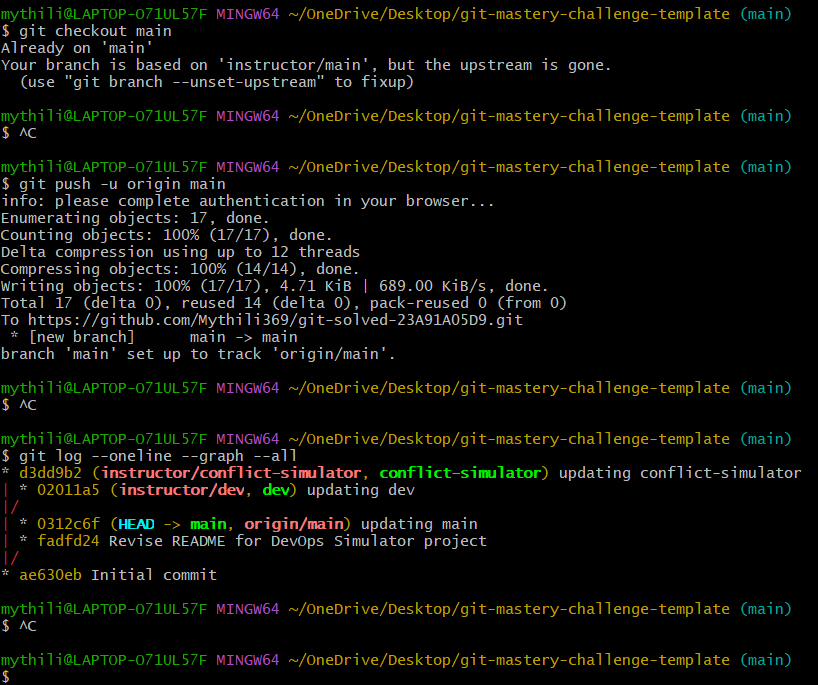 mythili@LAPTOP-O71UL57F MINGW64 ~/OneDrive/Desktop/git-mastery-challenge-template (main)
$ git checkout main
Already on 'main'
Your branch is based on 'instructor/main', but the upstream is gone.
  (use "git branch --unset-upstream" to fixup)

mythili@LAPTOP-O71UL57F MINGW64 ~/OneDrive/Desktop/git-mastery-challenge-template (main)
$ ^C

mythili@LAPTOP-O71UL57F MINGW64 ~/OneDrive/Desktop/git-mastery-challenge-template (main)
$ git push -u origin main
info: please complete authentication in your browser...
Enumerating objects: 17, done.
Counting objects: 100% (17/17), done.
Delta compression using up to 12 threads
Compressing objects: 100% (14/14), done.
Writing objects: 100% (17/17), 4.71 KiB | 689.00 KiB/s, done.
Total 17 (delta 0), reused 14 (delta 0), pack-reused 0 (from 0)
To https://github.com/Mythili369/git-solved-23A91A05D9.git
 * [new branch]      main -> main
branch 'main' set up to track 'origin/main'.

mythili@LAPTOP-O71UL57F MINGW64 ~/OneDrive/Desktop/git-mastery-challenge-template (main)
$ ^C

mythili@LAPTOP-O71UL57F MINGW64 ~/OneDrive/Desktop/git-mastery-challenge-template (main)
$ git log --oneline --graph --all
* d3dd9b2 (instructor/conflict-simulator, conflict-simulator) updating conflict-simulator
| * 02011a5 (instructor/dev, dev) updating dev
|/
| * 0312c6f (HEAD -> main, origin/main) updating main
| * fadfd24 Revise README for DevOps Simulator project
|/
* ae630eb Initial commit

mythili@LAPTOP-O71UL57F MINGW64 ~/OneDrive/Desktop/git-mastery-challenge-template (main)
$ ^C

mythili@LAPTOP-O71UL57F MINGW64 ~/OneDrive/Desktop/git-mastery-challenge-template (main)
$